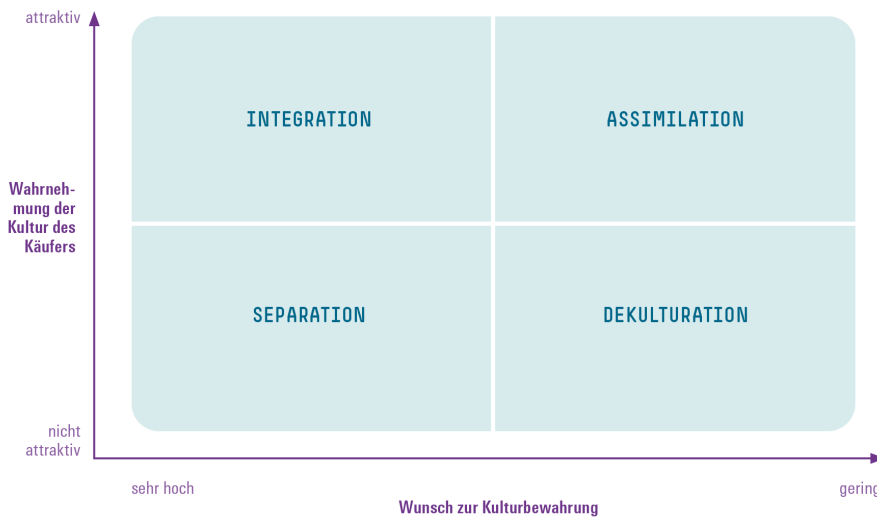 attraktiv
INTEGRATION
ASSIMILATION
Wahrneh-
mung der
Kultur des
Käufers
SEPARATION
DEKULTURATION
nicht
attraktiv
sehr hoch
gering
Wunsch zur Kulturbewahrung